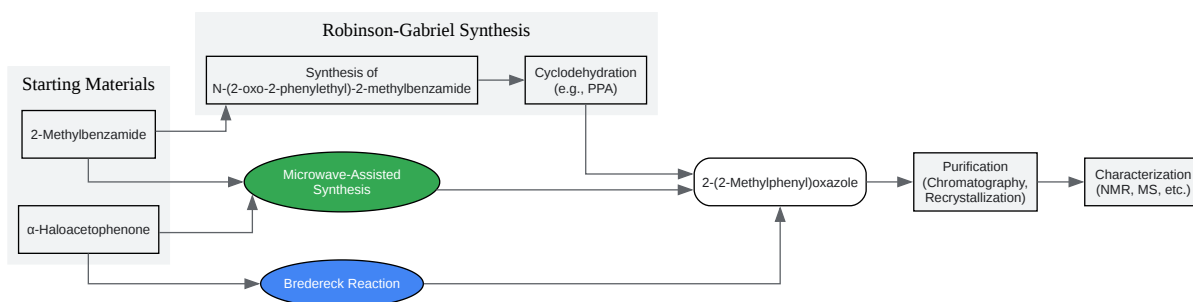 Robinson-Gabriel Synthesis
Starting Materials
Synthesis of
N-(2-oxo-2-phenylethyl)-2-methylbenzamide
Cyclodehydration
(e.g., PPA)
2-Methylbenzamide
Microwave-Assisted
Synthesis
2-(2-Methylphenyl)oxazole
Purification
(Chromatography,
Recrystallization)
Characterization
(NMR, MS, etc.)
α-Haloacetophenone
Bredereck Reaction